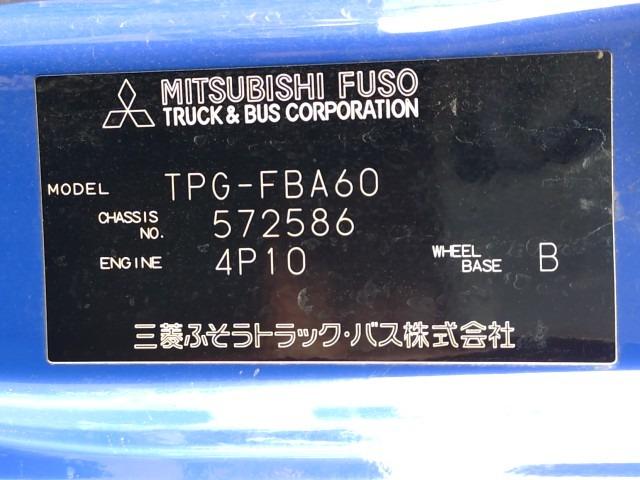 MITSUBISHI FUSO
TRUCK & BUS CORPORATION
MODEL TPG-FBA60
CHASSIS NO. 572586
ENGINE 4P10 WHEEL BASE B
三菱ふそうトラック・バス株式会社